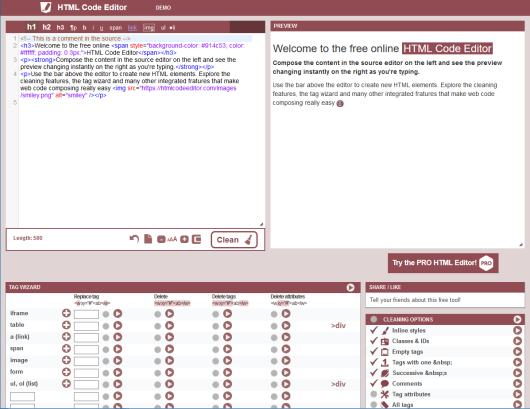 HTML Code Editor DEMO
h1 h2 h3 ¶p b i y span link img ul •li
PREVIEW
1 <!-- This is a comment in the source -->
2 <h3>Welcome to the free online <span style="background-color: #914c53; color:
#ffffff; padding: 0 3px;">HTML Code Editor</span></h3>
3 <p><strong>Compose the content in the source editor on the left and see the
preview changing instantly on the right as you're typing.</strong></p>
4 <p>Use the bar above the editor to create new HTML elements. Explore the
cleaning features, the tag wizard and many other integrated features that make
web code composing really easy <img src="https://htmlcodeeditor.com/images
/smiley.png" alt="smiley" /></p>
5
Welcome to the free online HTML Code Editor
Compose the content in the source editor on the left and see the preview
changing instantly on the right as you're typing.
Use the bar above the editor to create new HTML elements. Explore the cleaning
features, the tag wizard and many other integrated features that make web code
composing really easy
Length: 580
Clean
Try the PRO HTML Editor! PRO
TAG WIZARD
Replace tag Delete Delete tags Delete attributes
iframe
table >div
a (link)
span
image
form
ul, ol (list) >div
SHARE / LIKE
Tell your friends about this free tool!
CLEANING OPTIONS
Inline styles
Classes & IDs
Empty tags
Tags with one &nbsp;
Successive &nbsp;s
Comments
Tag attributes
All tags